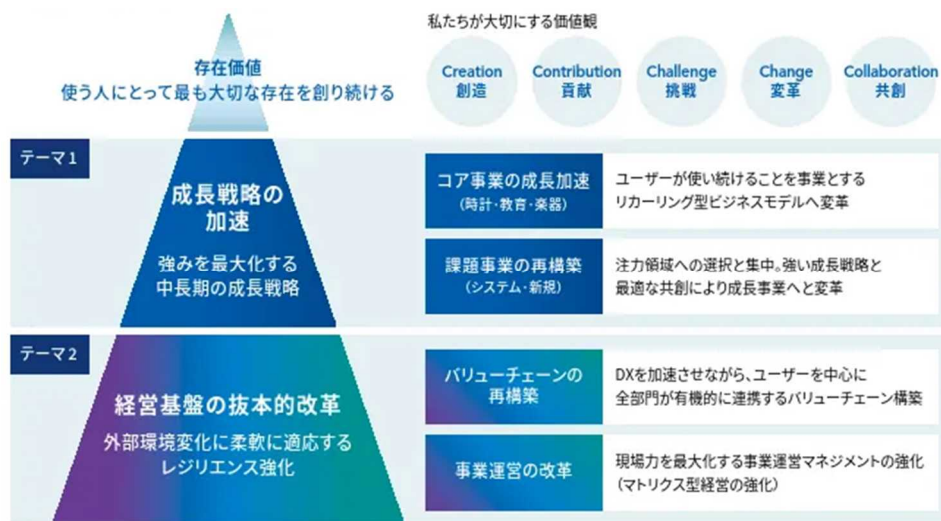 私たちが大切にする価値観
存在価値
使う人にとって最も大切な存在を創り続ける
Creation
創造
Contribution
貢献
Challenge
挑戦
Change
変革
Collaboration
共創
テーマ1
成長戦略の
加速
強みを最大化する
中長期の成長戦略
コア事業の成長加速
(時計・教育・楽器)
ユーザーが使い続けることを事業とする
リカーリング型ビジネスモデルへ変革
課題事業の再構築
(システム・新規)
注力領域への選択と集中。強い成長戦略と
最適な共創により成長事業へと変革
テーマ2
経営基盤の抜本的改革
外部環境変化に柔軟に適応する
レジリエンス強化
バリューチェーンの
再構築
DXを加速させながら、ユーザーを中心に
全部門が有機的に連携するバリューチェーン構築
事業運営の改革
現場力を最大化する事業運営マネジメントの強化
(マトリクス型経営の強化)